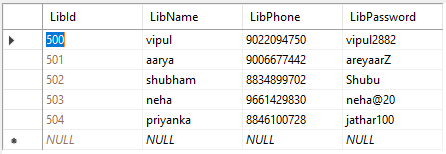 LibId LibName LibPhone LibPassword
500 vipul 9022094750 vipul2882
501 aarya 9006677442 areyaarZ
502 shubham 8834899702 Shubu
503 neha 9661429830 neha@20
504 priyanka 8846100728 jathar100
NULL NULL NULL NULL